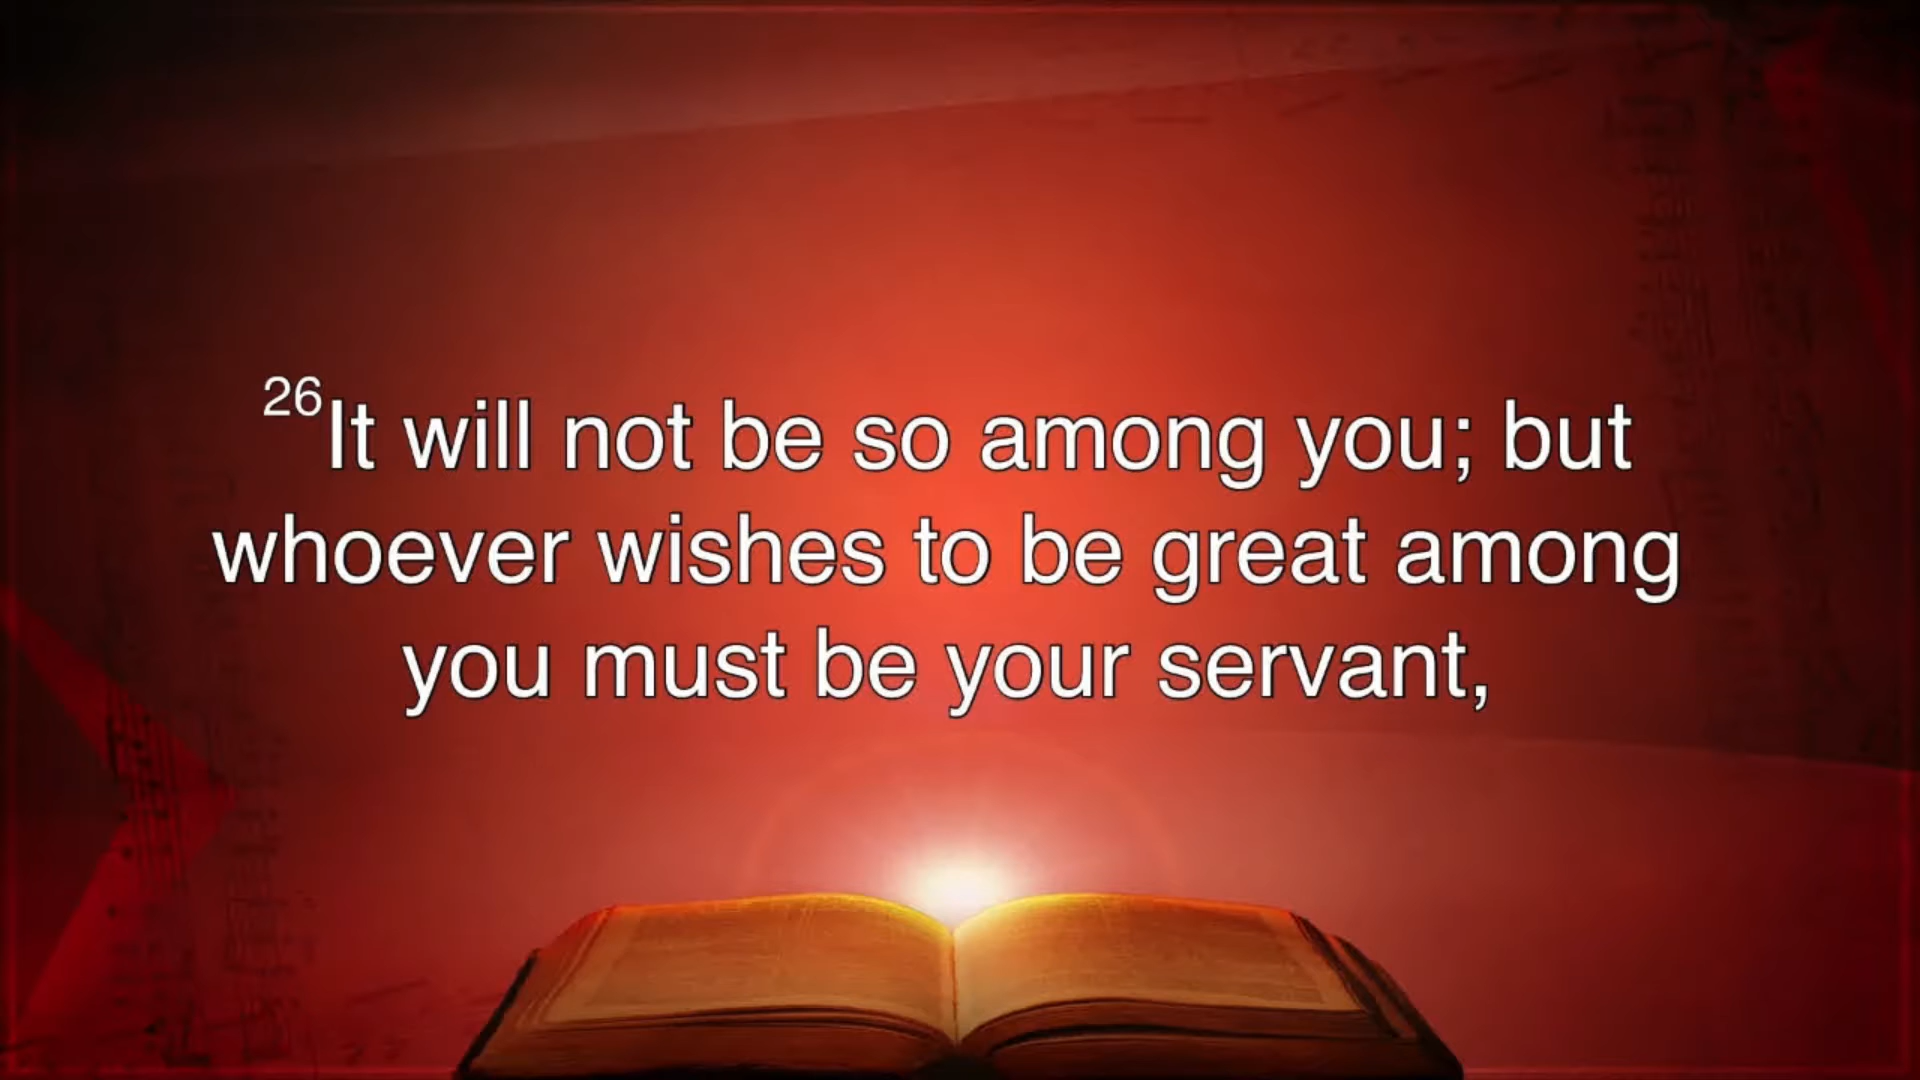 26It will not be so among you; but
whoever wishes to be great among
you must be your servant,